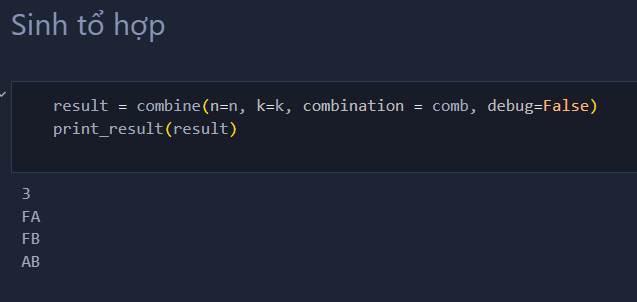 Sinh tổ hợp
result = combine(n=n, k=k, combination = comb, debug=False)
print_result(result)
3
FA
FB
AB